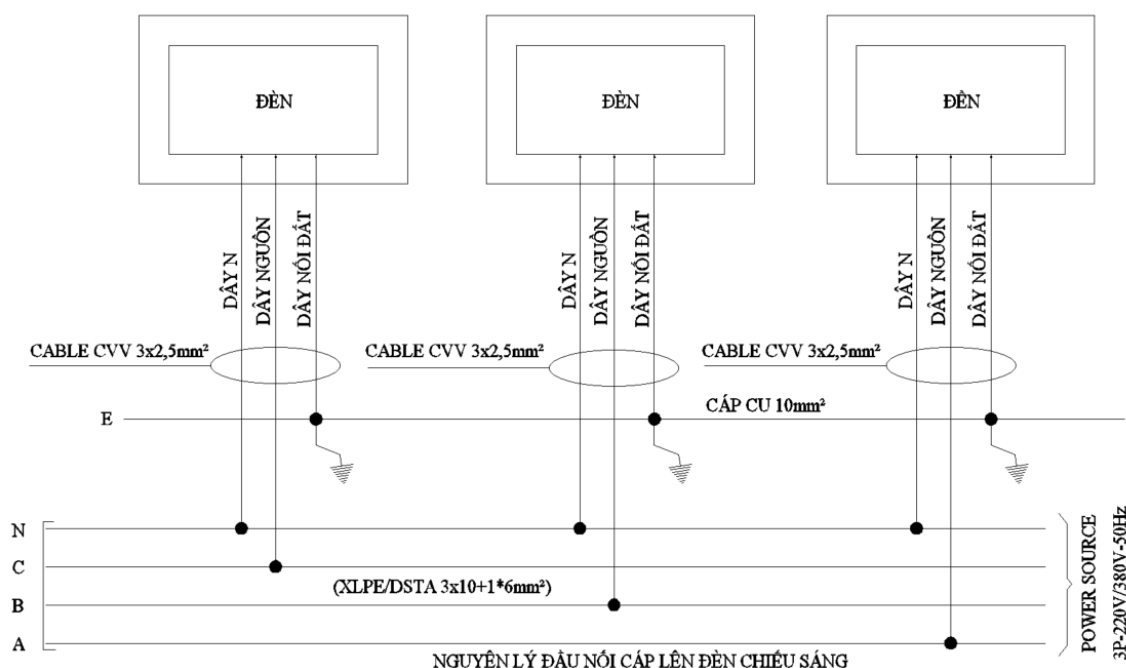 ĐÈN ĐÈN ĐỀN
DÂY N
DÂY NGUỒN
DÂY NỐI ĐẤT
DÂY N
DÂY NGUỒN
DÂY NỐI ĐẤT
DÂY N
DÂY NGUỒN
DÂY NỐI ĐẤT
CABLE CVV 3x2,5mm² CABLE CVV 3x2,5mm² CABLE CVV 3x2,5mm²
E CÁP CU 10mm²
N
C
(XLPE/DSTA 3x10+1*6mm²)
B
A
POWER SOURCE
3P-220V/380V-50Hz
NGUYÊN LÝ ĐẦU NỐI CÁP LÊN ĐÈN CHIẾU SÁNG